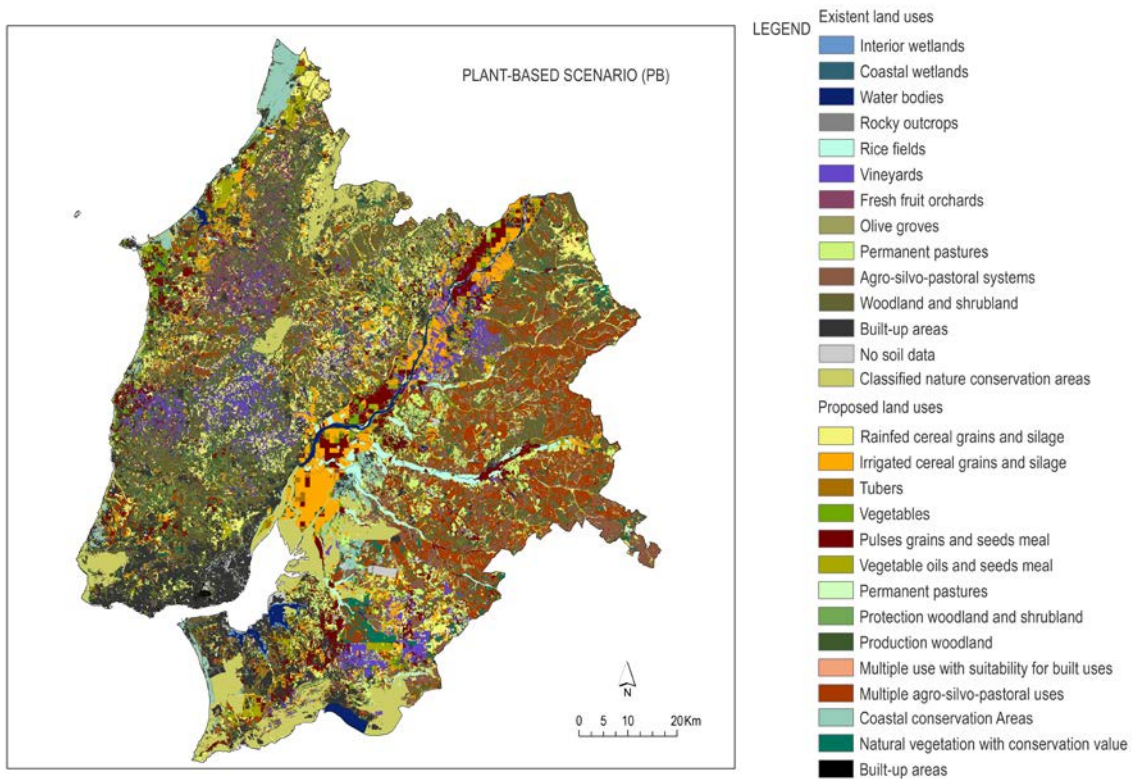 PLANT-BASED SCENARIO (PB)
N
0 5 10 20 Km
LEGEND
Existent land uses
Interior wetlands
Coastal wetlands
Water bodies
Rocky outcrops
Rice fields
Vineyards
Fresh fruit orchards
Olive groves
Permanent pastures
Agro-silvo-pastoral systems
Woodland and shrubland
Built-up areas
No soil data
Classified nature conservation areas
Proposed land uses
Rainfed cereal grains and silage
Irrigated cereal grains and silage
Tubers
Vegetables
Pulses grains and seeds meal
Vegetable oils and seeds meal
Permanent pastures
Protection woodland and shrubland
Production woodland
Multiple use with suitability for built uses
Multiple agro-silvo-pastoral uses
Coastal conservation Areas
Natural vegetation with conservation value
Built-up areas